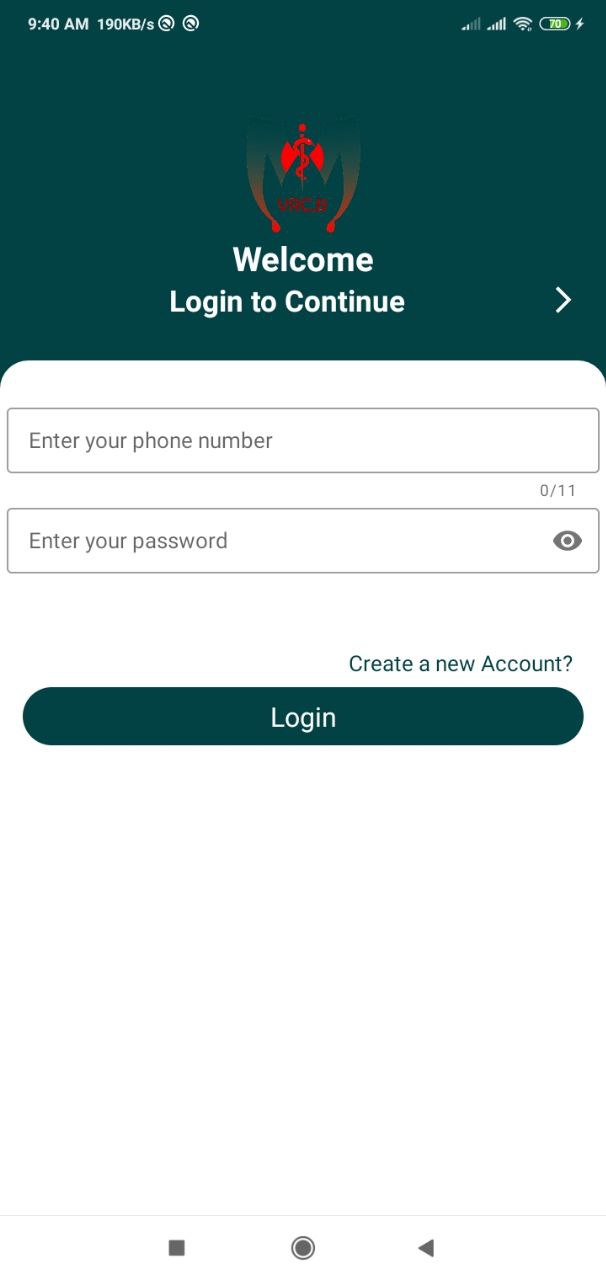 9:40 AM 190KB/s
70
Welcome
Login to Continue
Enter your phone number
0/11
Enter your password
Create a new Account?
Login